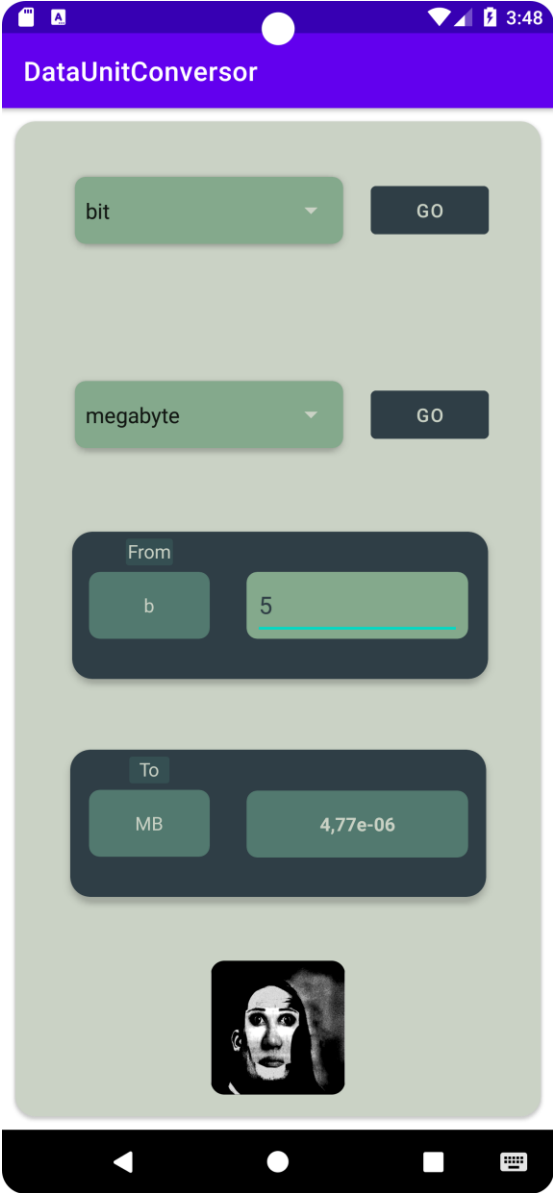 3:48
DataUnitConversor
bit
GO
megabyte
GO
From
b
5
To
MB
4,77e-06